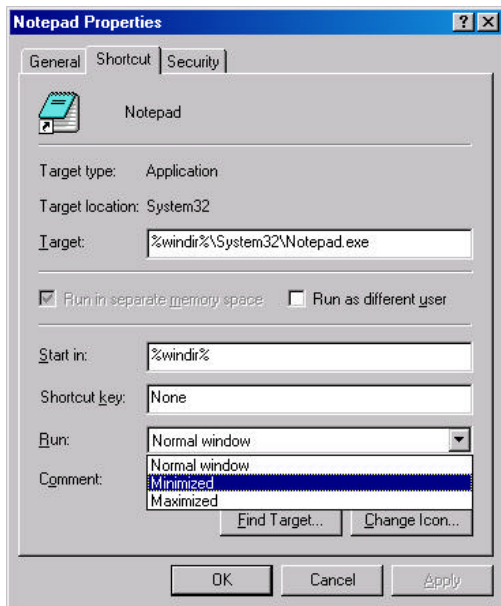 Notepad Properties
General Shortcut Security
Notepad
Target type: Application
Target location: System32
Target: %windir%\System32\Notepad.exe
Run in separate memory space Run as different user
Start in: %windir%
Shortcut key: None
Run: Normal window
Normal window
Comment: Minimized
Maximized
Find Target... Change Icon...
OK Cancel Apply